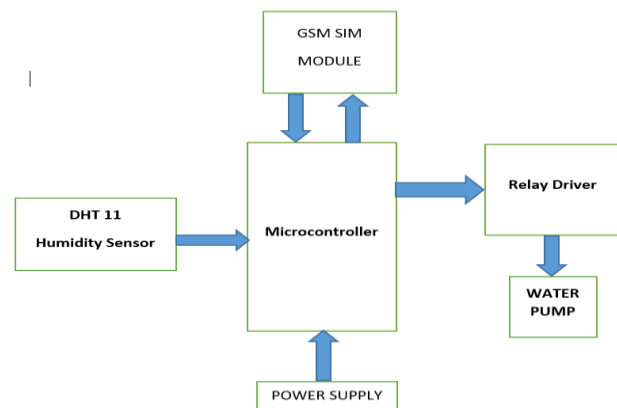 GSM SIM
MODULE
DHT 11
Humidity Sensor
Microcontroller
Relay Driver
WATER
PUMP
POWER SUPPLY